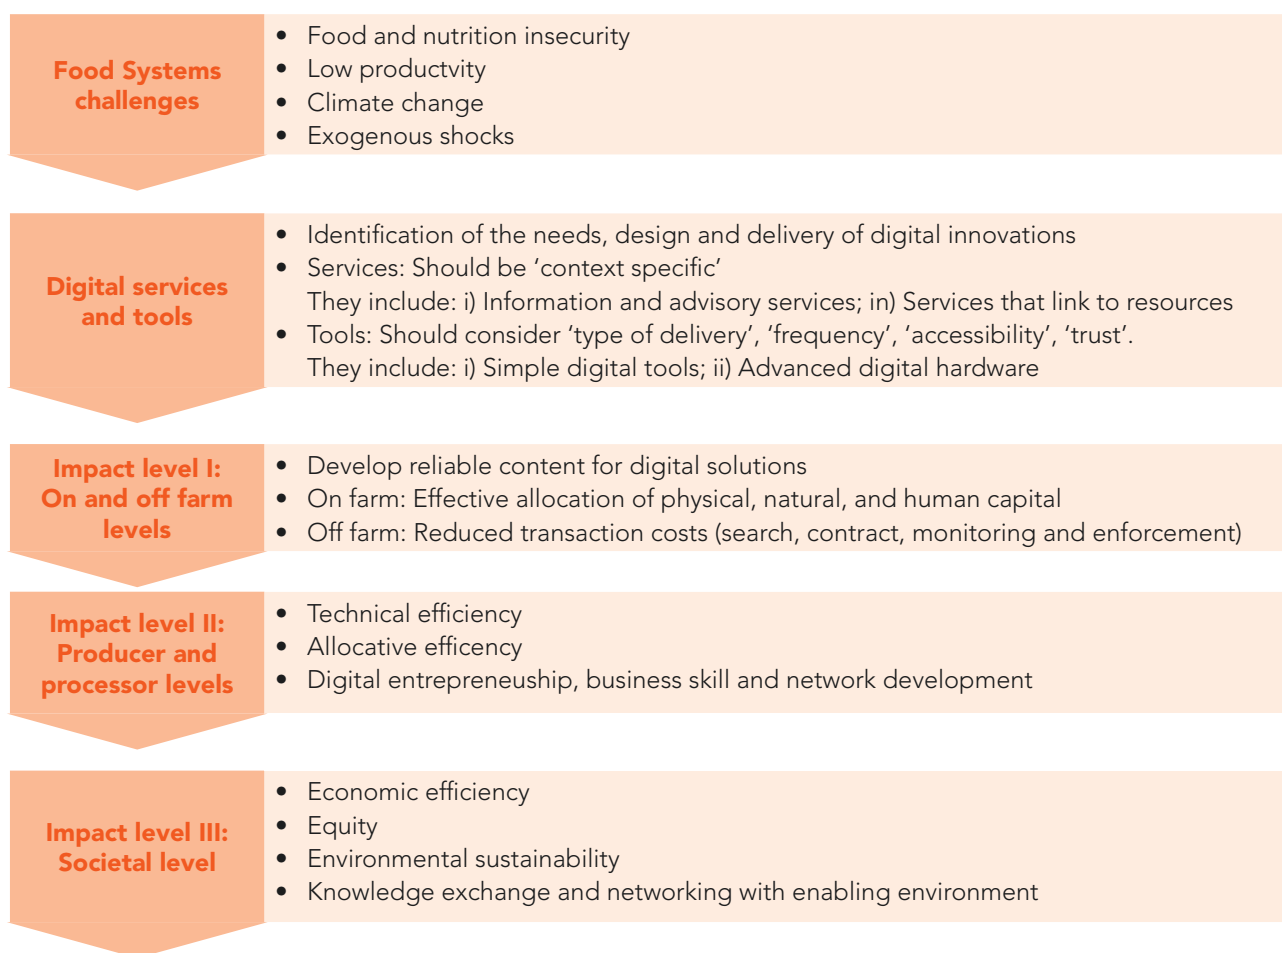 Food Systems
challenges
• Food and nutrition insecurity
• Low productvity
• Climate change
• Exogenous shocks
Digital services
and tools
• Identification of the needs, design and delivery of digital innovations
• Services: Should be ‘context specific’
They include: i) Information and advisory services; in) Services that link to resources
• Tools: Should consider ‘type of delivery’, ‘frequency’, ‘accessibility’, ‘trust’.
They include: i) Simple digital tools; ii) Advanced digital hardware
Impact level I:
On and off farm
levels
• Develop reliable content for digital solutions
• On farm: Effective allocation of physical, natural, and human capital
• Off farm: Reduced transaction costs (search, contract, monitoring and enforcement)
Impact level II:
Producer and
processor levels
• Technical efficiency
• Allocative efficency
• Digital entrepreneuship, business skill and network development
Impact level III:
Societal level
• Economic efficiency
• Equity
• Environmental sustainability
• Knowledge exchange and networking with enabling environment